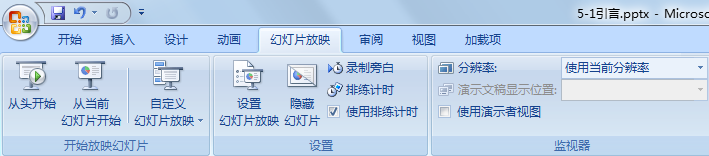 5-1引言.pptx - Microsof
开始 插入 设计 动画 幻灯片放映 审阅 视图 加载项
从头开始
从当前
幻灯片开始
自定义
幻灯片放映
开始放映幻灯片
设置
幻灯片放映
隐藏
幻灯片
录制旁白
排练计时
使用排练计时
设置
分辨率: 使用当前分辨率
演示文稿显示位置:
使用演示者视图
监视器